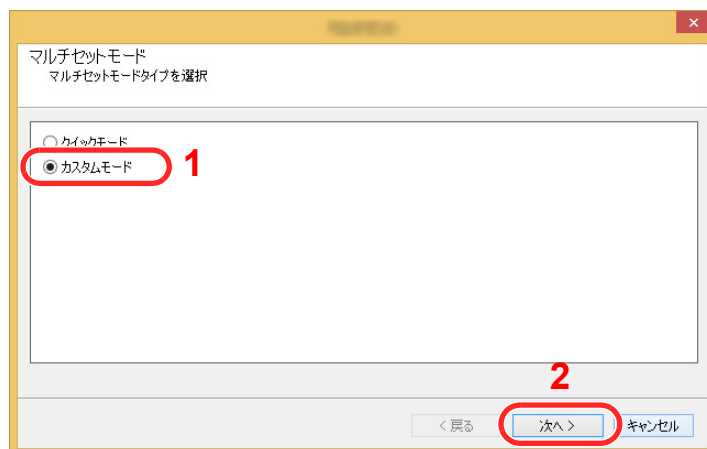 マルチセットモード
マルチセットモードタイプを選択
クイックモード
カスタムモード
1
2
< 戻る
次へ >
キャンセル